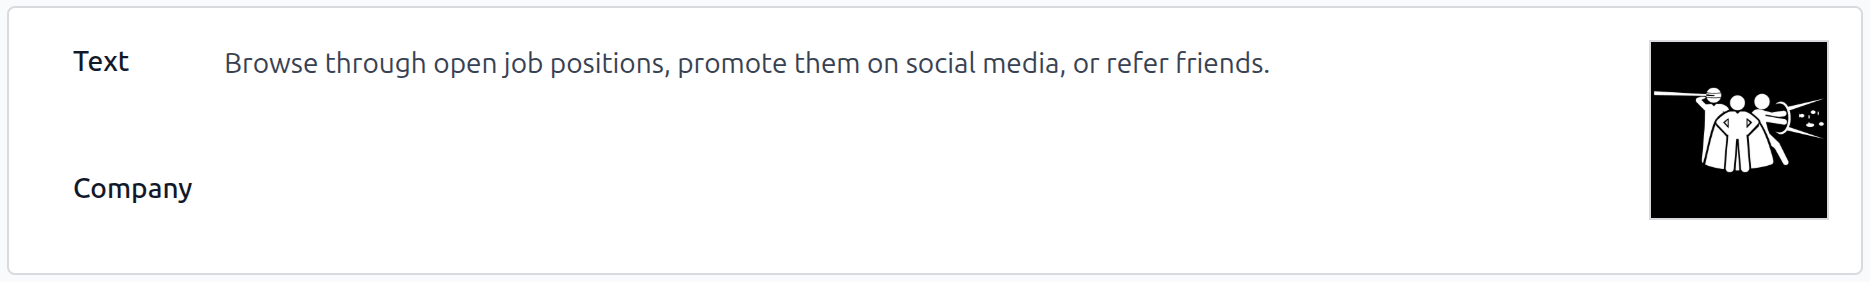 Text
Browse through open job positions, promote them on social media, or refer friends.
Company